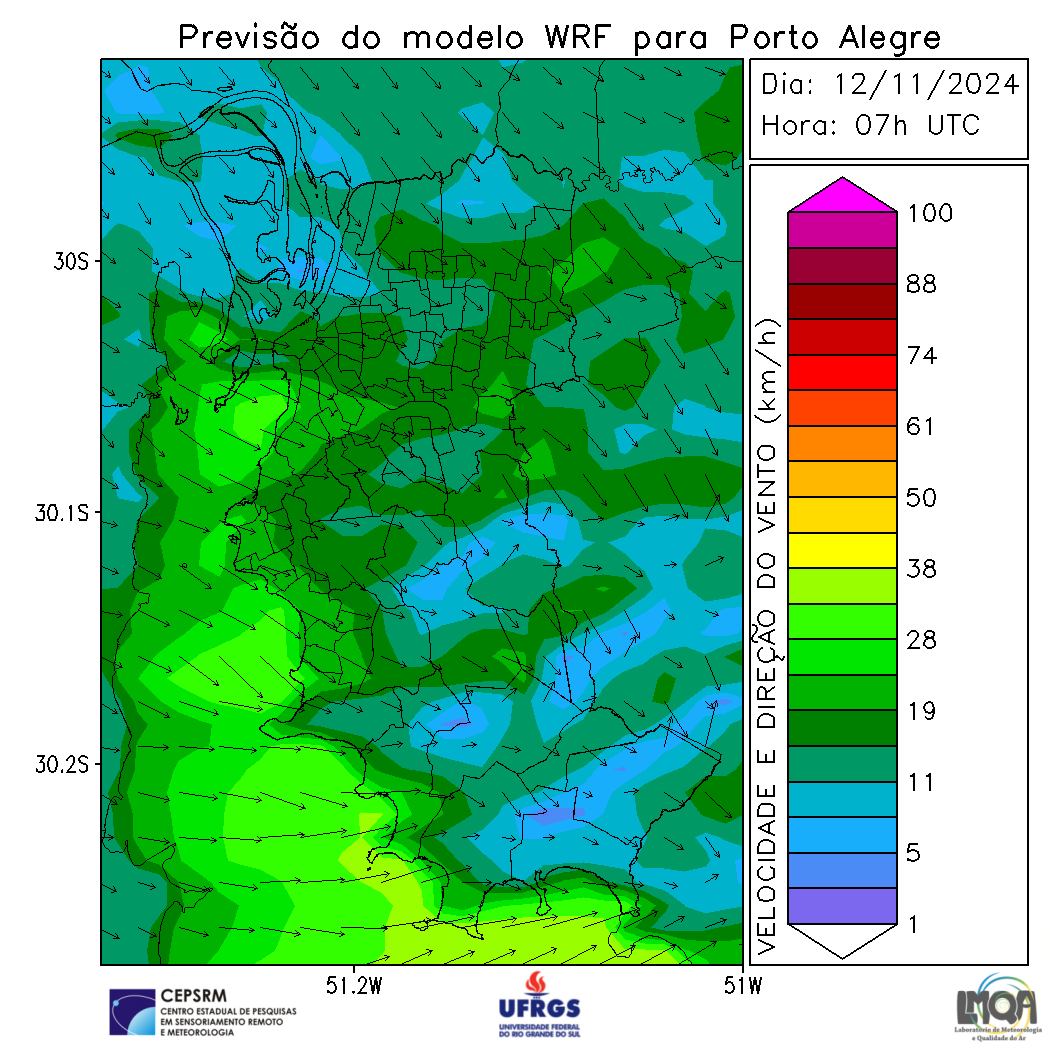 Previsão do modelo WRF para Porto Alegre
Dia: 12/11/2024
Hora: 07h UTC
30S
30.1S
30.2S
51.2W
51W
VELOCIDADE E DIREÇÃO DO VENTO (km/h)
100
88
74
61
50
38
28
19
11
5
1
CEPSRM
CENTRO ESTADUAL DE PESQUISAS
EM SENSORIAMENTO REMOTO
E METEOROLOGIA
UFRGS
UNIVERSIDADE FEDERAL
DO RIO GRANDE DO SUL
LMQA
Laboratório de Meteorologia
e Qualidade do Ar